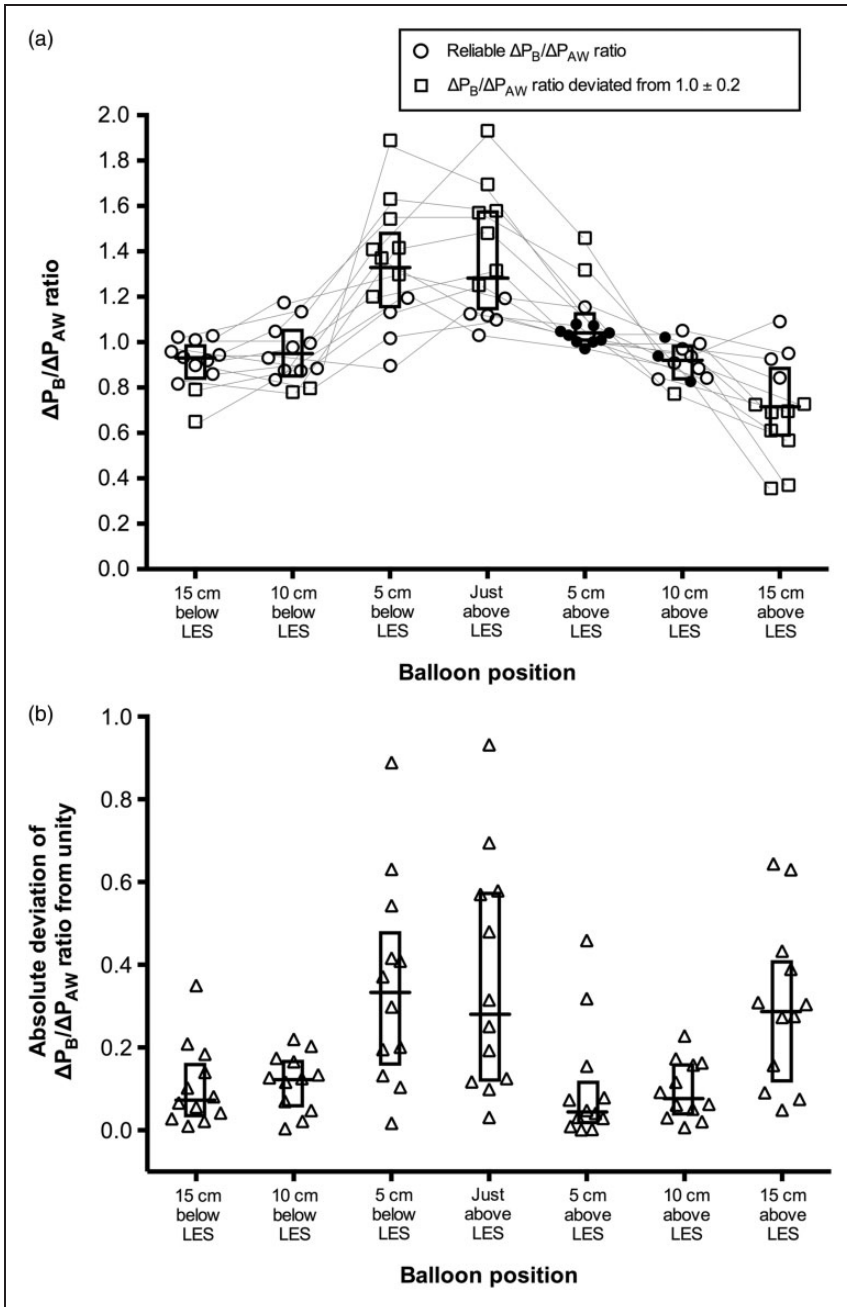 (a)
Reliable ΔPB/ΔPAW ratio
ΔPB/ΔPAW ratio deviated from 1.0 ± 0.2
ΔPB/ΔPAW ratio
2.0
1.8
1.6
1.4
1.2
1.0
0.8
0.6
0.4
0.2
0.0
15 cm
below
LES
10 cm
below
LES
5 cm
below
LES
Just
above
LES
5 cm
above
LES
10 cm
above
LES
15 cm
above
LES
Balloon position
(b)
Absolute deviation of
ΔPB/ΔPAW ratio from unity
1.0
0.8
0.6
0.4
0.2
0.0
15 cm
below
LES
10 cm
below
LES
5 cm
below
LES
Just
above
LES
5 cm
above
LES
10 cm
above
LES
15 cm
above
LES
Balloon position